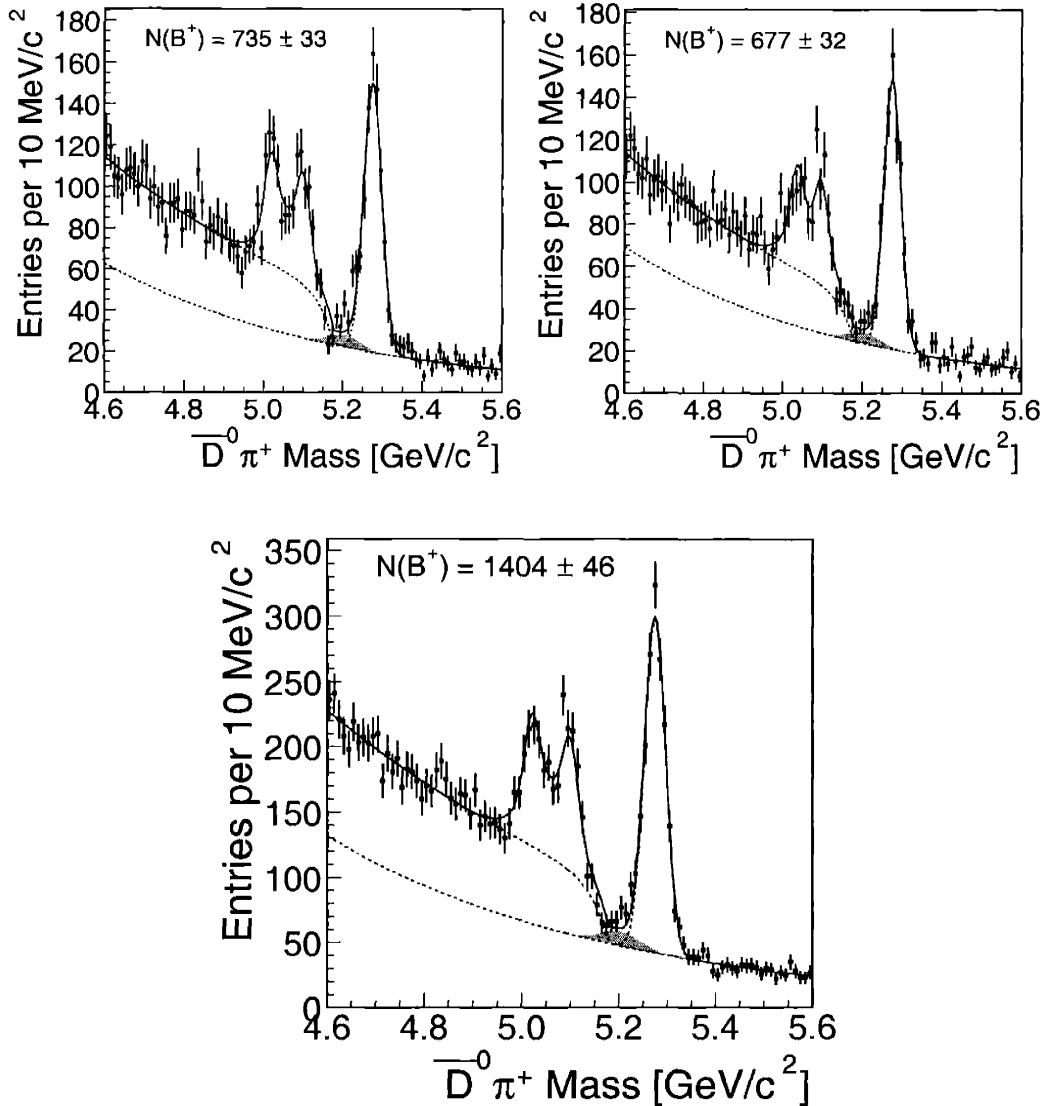 Entries per 10 MeV/c²
N(B⁺) = 735 ± 33
180
160
140
120
100
80
60
40
20
0
4.6 4.8 5.0 5.2 5.4 5.6
D̅⁰π⁺ Mass [GeV/c²]
Entries per 10 MeV/c²
N(B⁺) = 677 ± 32
180
160
140
120
100
80
60
40
20
0
4.6 4.8 5.0 5.2 5.4 5.6
D̅⁰π⁺ Mass [GeV/c²]
Entries per 10 MeV/c²
N(B⁺) = 1404 ± 46
350
300
250
200
150
100
50
0
4.6 4.8 5.0 5.2 5.4 5.6
D̅⁰π⁺ Mass [GeV/c²]